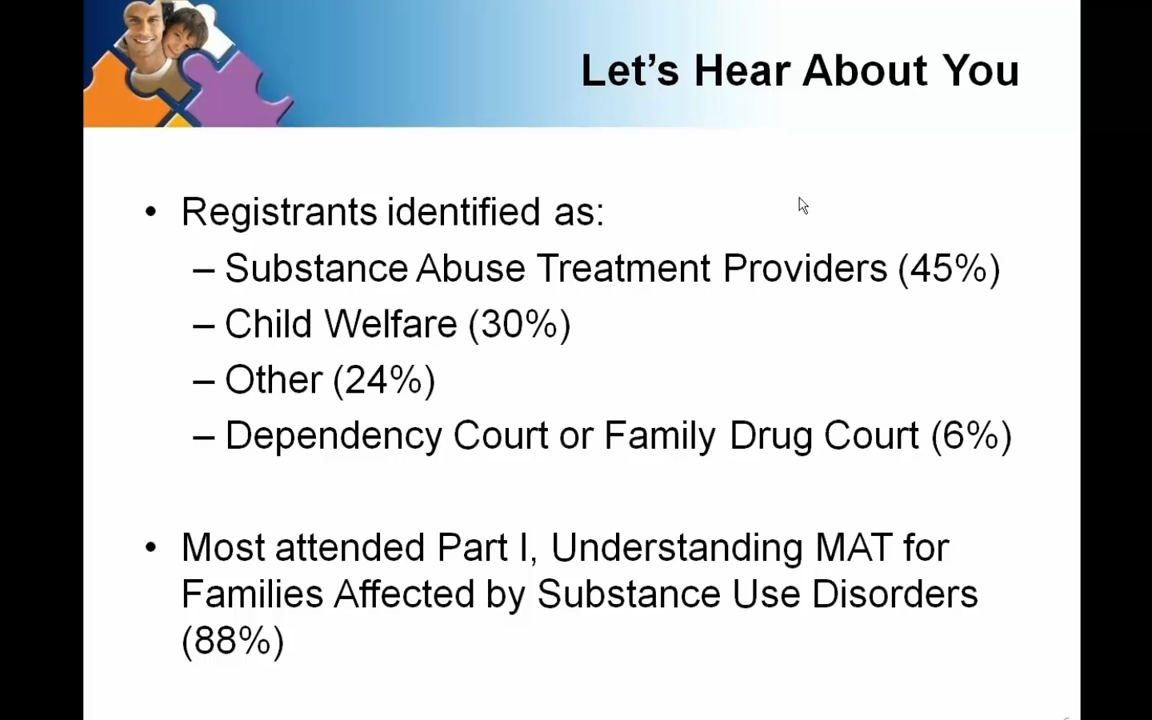 Let's Hear About You
• Registrants identified as:
– Substance Abuse Treatment Providers (45%)
– Child Welfare (30%)
– Other (24%)
– Dependency Court or Family Drug Court (6%)
• Most attended Part I, Understanding MAT for
Families Affected by Substance Use Disorders
(88%)